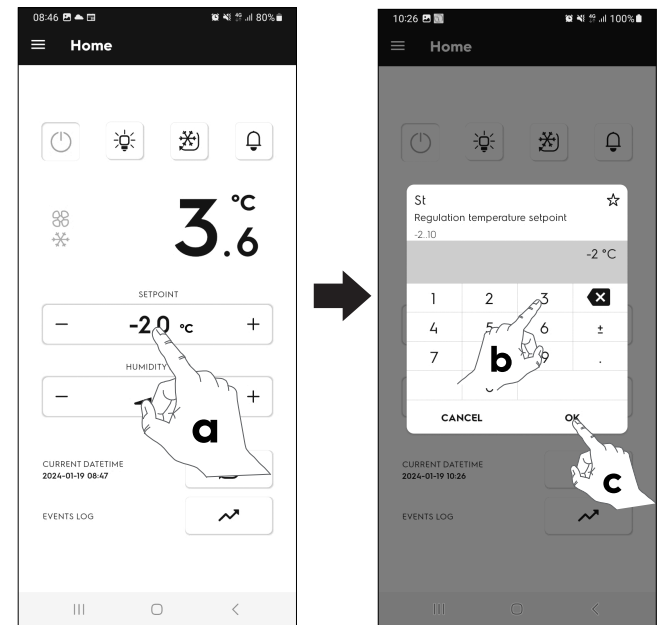 08:46 4G 80%
Home
3.6 °C
SETPOINT
− -2.0 °C +
HUMIDITY
− +
a
CURRENT DATETIME
2024-01-19 08:47
EVENTS LOG
10:26 4G 100%
Home
St
Regulation temperature setpoint
-2..10
-2 °C
1 2 3
4 5 6 ±
7 9 .
b
CANCEL OK
c
CURRENT DATETIME
2024-01-19 10:26
EVENTS LOG